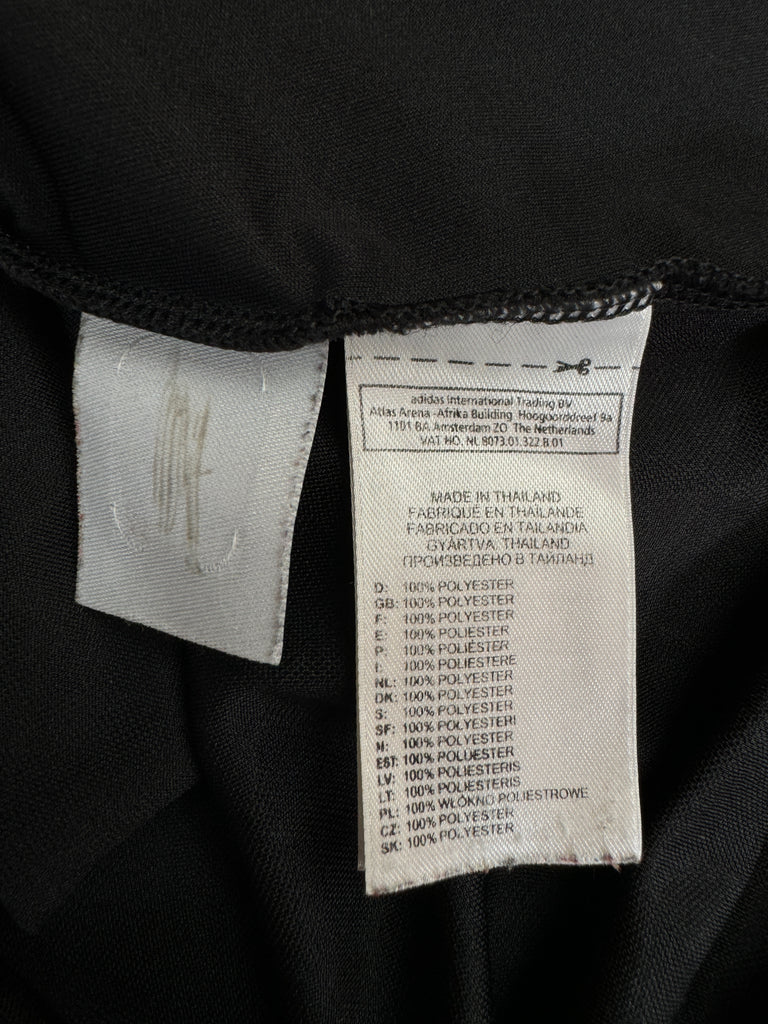 adidas International Trading BV
Atlas Arena - Afrika Building Hoogoorddreef 9a
1101 BA Amsterdam ZO The Netherlands
VAT NO. NL 8073.01.322.B.01
MADE IN THAILAND
FABRIQUÉ EN THAÏLANDE
FABRICADO EN TAILANDIA
GYÁRTVA, THAILAND
ПРОИЗВЕДЕНО В ТАЙЛАНД
D: 100% POLYESTER
GB: 100% POLYESTER
F: 100% POLYESTER
E: 100% POLIESTER
P: 100% POLIÉSTER
I: 100% POLIESTERE
NL: 100% POLYESTER
DK: 100% POLYESTER
S: 100% POLYESTER
SF: 100% POLYESTERI
N: 100% POLYESTER
EST: 100% POLÜESTER
LV: 100% POLIESTERIS
LT: 100% POLIESTERIS
PL: 100% WŁÓKNO POLIESTROWE
CZ: 100% POLYESTER
SK: 100% POLYESTER